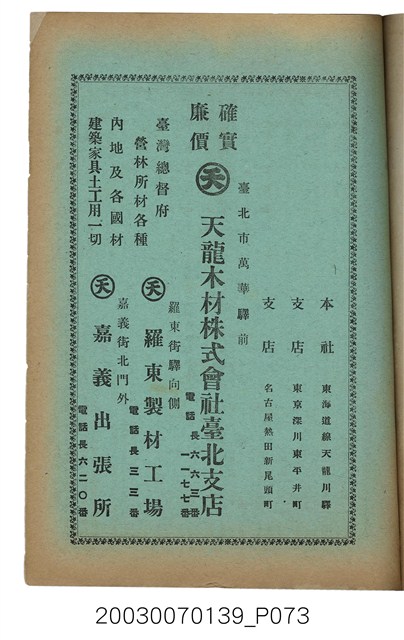 本社 東海道線天龍川驛
支店 東京深川東平井町
支店 名古屋熱田新尾頭町
臺北市萬華驛前
確實
廉價
天 天龍木材株式會社臺北支店
電話長六六三番
一一七七番
臺灣總督府
營林所材各種
內地及各國材
建築家具土工用一切
羅東街驛向側
天 羅東製材工場
電話長三三番
嘉義街北門外
天 嘉義出張所
電話長六二〇番
20030070139_P073